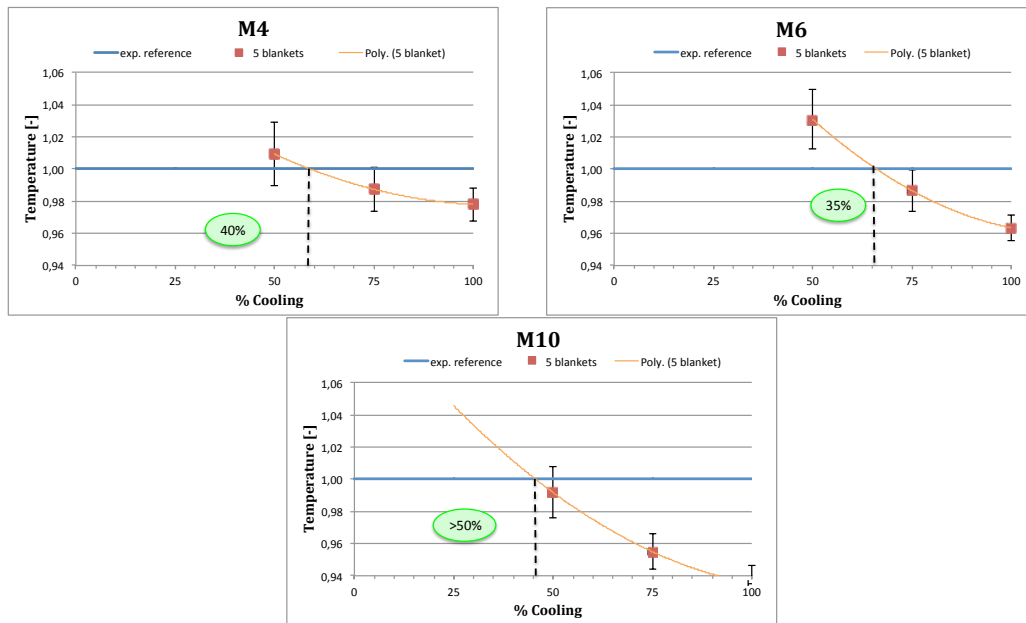 M4
exp. reference 5 blankets Poly. (5 blanket)
1,06
1,04
1,02
1,00
0,98
0,96
0,94
Temperature [-]
40%
0 25 50 75 100
% Cooling
M6
exp. reference 5 blankets Poly. (5 blanket)
1,06
1,04
1,02
1,00
0,98
0,96
0,94
Temperature [-]
35%
0 25 50 75 100
% Cooling
M10
exp. reference 5 blankets Poly. (5 blanket)
1,06
1,04
1,02
1,00
0,98
0,96
0,94
Temperature [-]
>50%
0 25 50 75 100
% Cooling